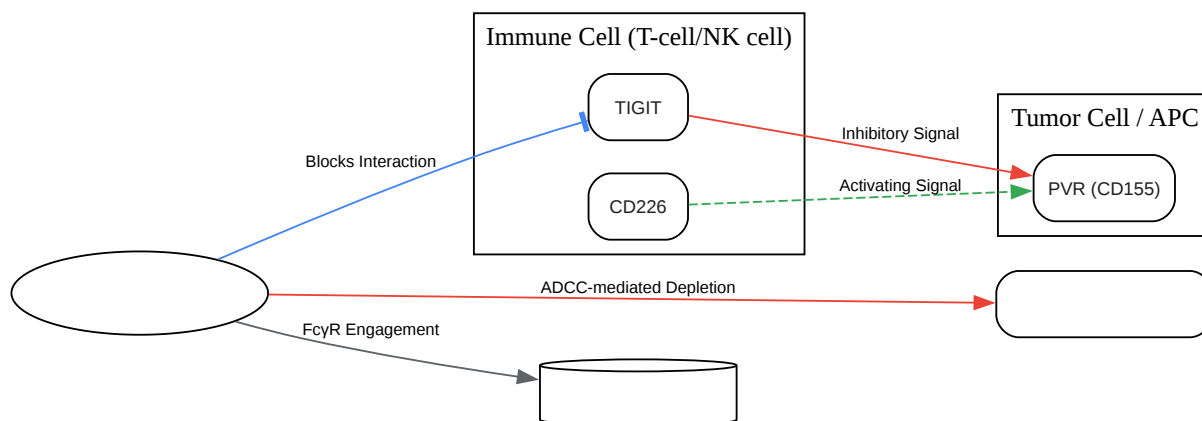 Immune Cell (T-cell/NK cell)
TIGIT
Tumor Cell / APC
Inhibitory Signal
Blocks Interaction
Activating Signal
PVR (CD155)
CD226
ADCC-mediated Depletion
FcγR Engagement